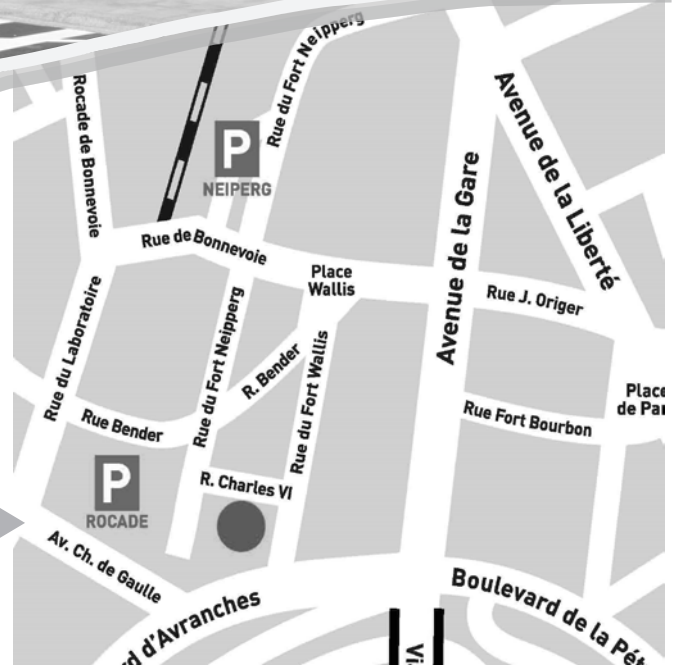 Rue du Fort Neipperg
Rocade de Bonnevoie
P
NEIPERG
Avenue de la Liberté
Avenue de la Gare
Rue de Bonnevoie
Place
Wallis
Rue J. Origer
Rue du Laboratoire
Rue du Fort Neipperg
R. Bender
Rue du Fort Wallis
Place
de Pa
Rue Bender
Rue Fort Bourbon
P
ROCADE
R. Charles VI
Av. Ch. de Gaulle
d d'Avranches
Boulevard de la Pét
Vi